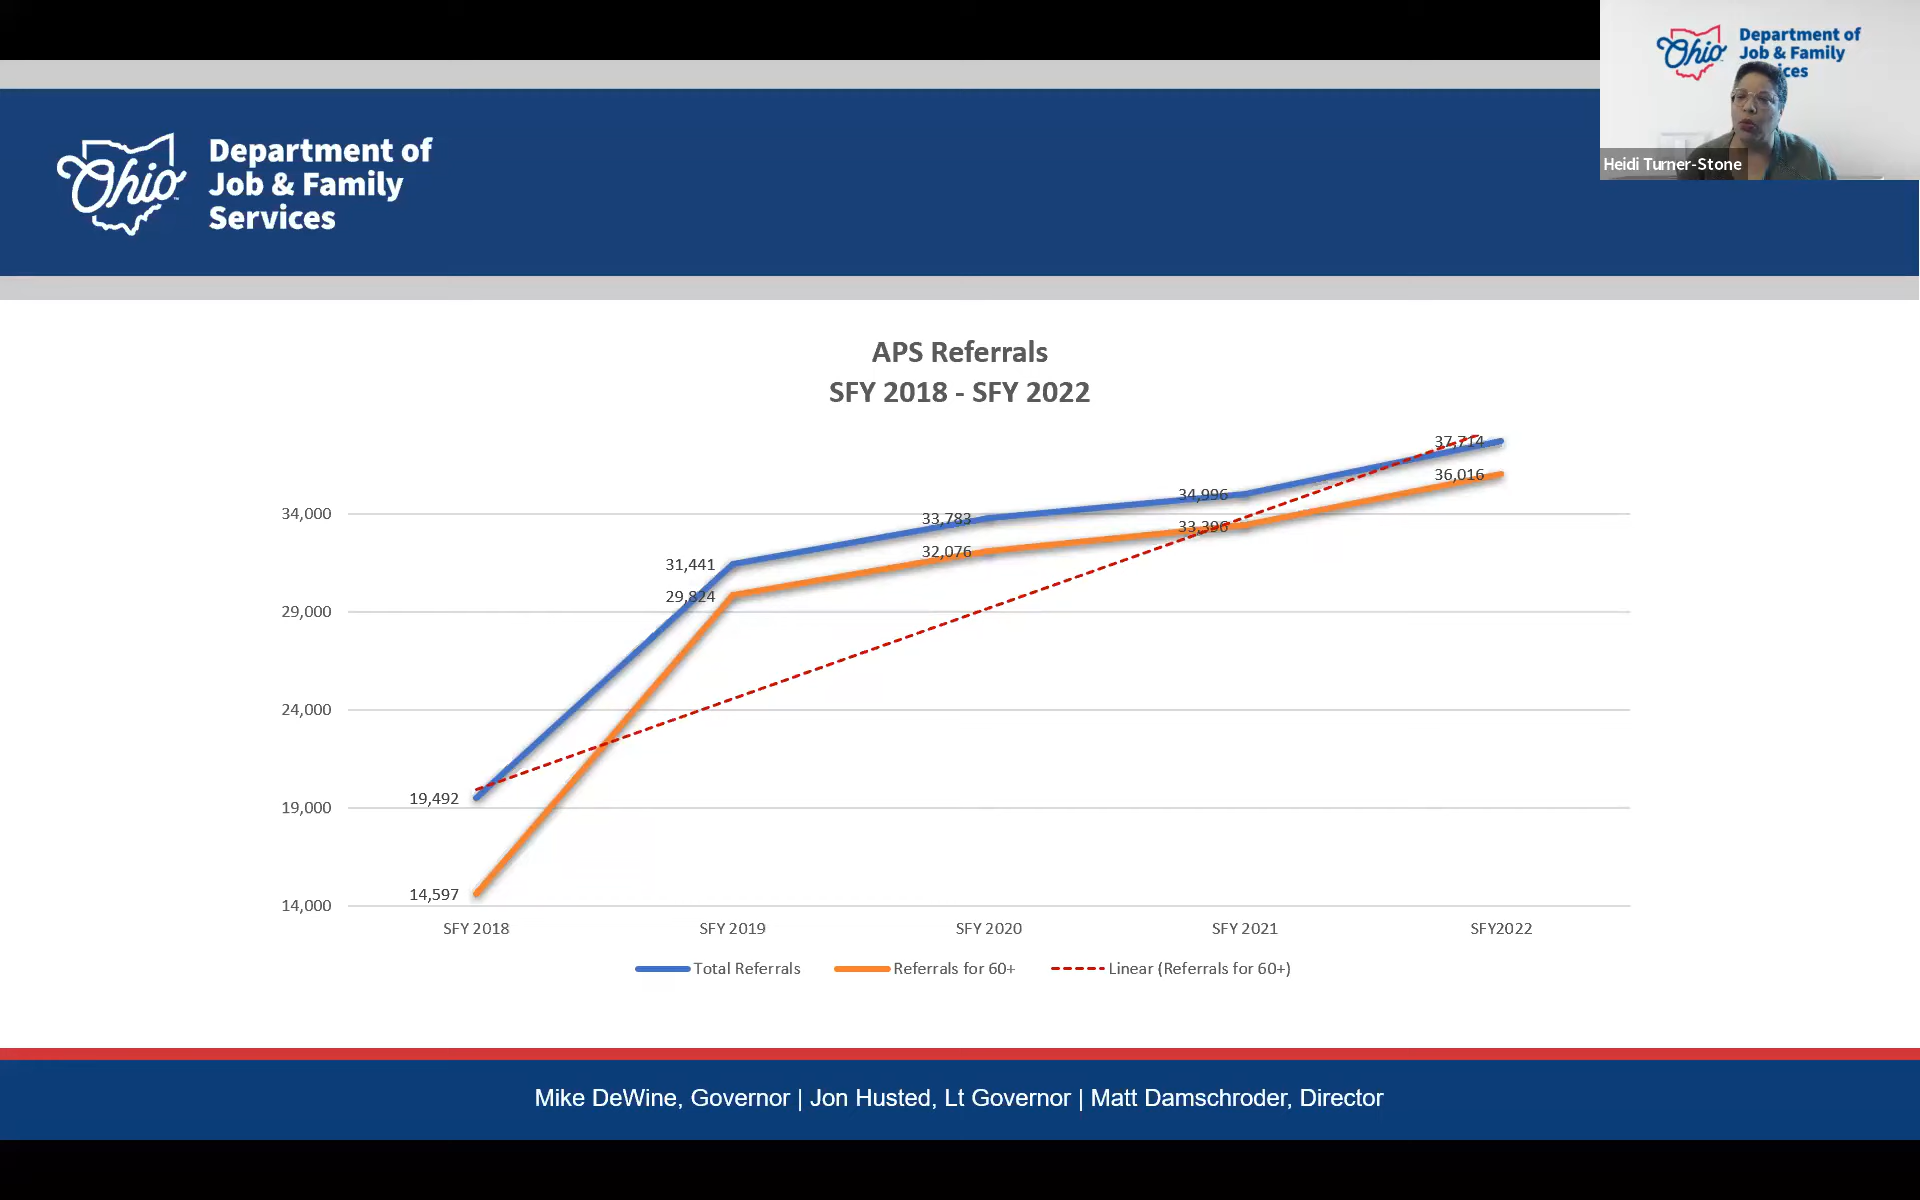 Ohio
Department of
Job & Family
Services
Ohio
Department of
Job & Family
ices
Heidi Turner-Stone
APS Referrals
SFY 2018 - SFY 2022
34,000
29,000
24,000
19,000
14,000
19,492
31,441
33,783
34,996
37,714
14,597
29,824
32,076
33,396
36,016
SFY 2018
SFY 2019
SFY 2020
SFY 2021
SFY2022
Total Referrals
Referrals for 60+
Linear (Referrals for 60+)
Mike DeWine, Governor | Jon Husted, Lt Governor | Matt Damschroder, Director